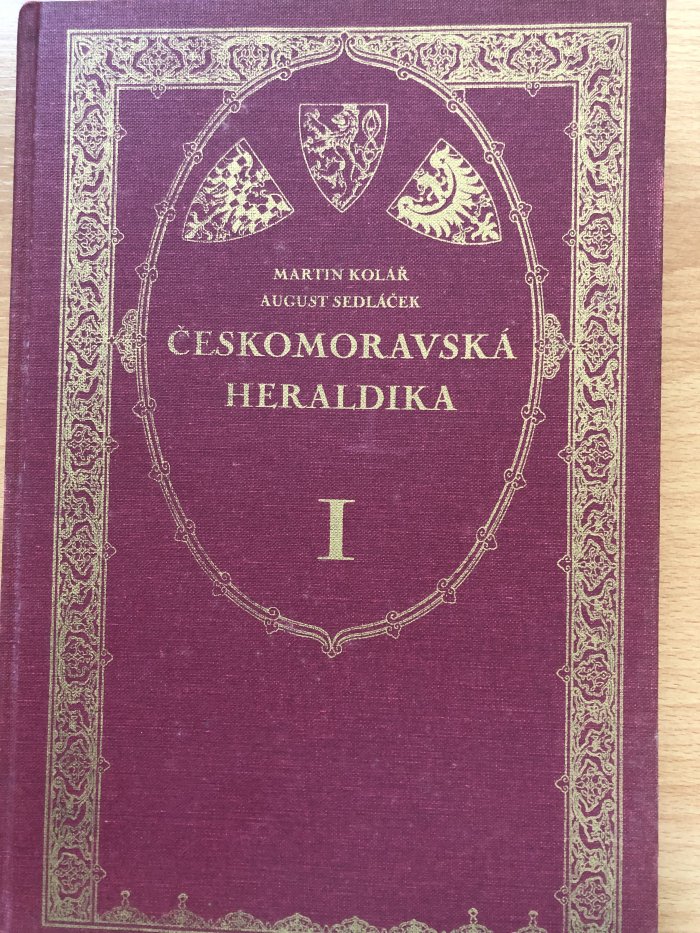 MARTIN KOLÁŘ
AUGUST SEDLÁČEK
ČESKOMORAVSKÁ
HERALDIKA
I